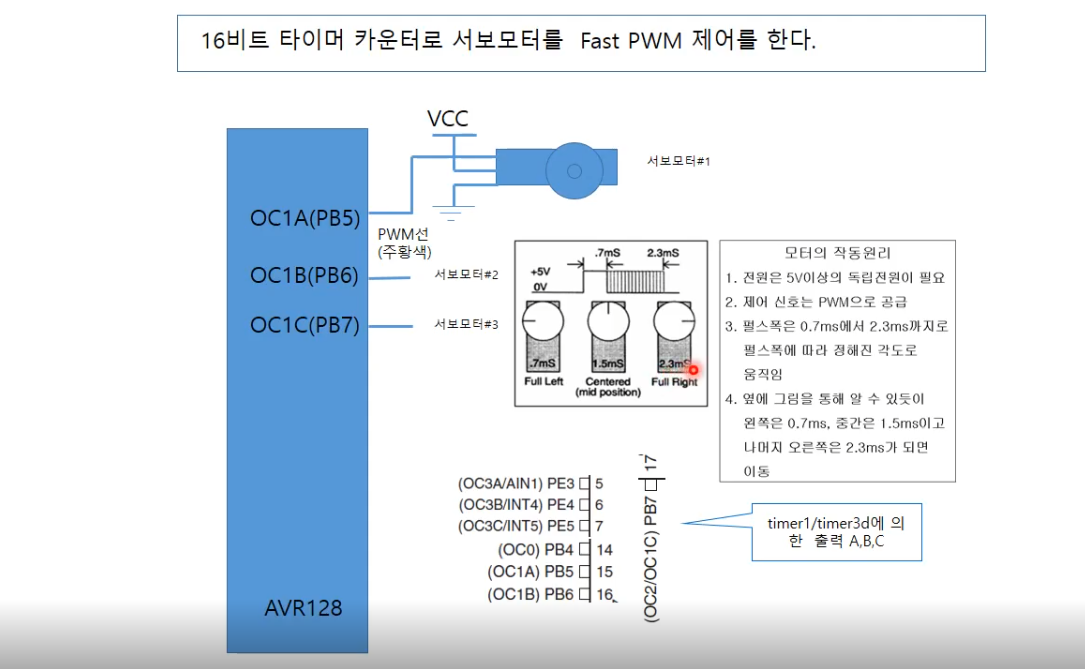 16비트 타이머 카운터로 서보모터를 Fast PWM 제어를 한다.
VCC
서보모터#1
OC1A(PB5)
PWM선
(주황색)
OC1B(PB6)
서보모터#2
OC1C(PB7)
서보모터#3
AVR128
.7mS
2.3mS
+5V
0V
.7mS
1.5mS
2.3mS
Full Left
Centered
(mid position)
Full Right
모터의 작동원리
1. 전원은 5V이상의 독립전원이 필요
2. 제어 신호는 PWM으로 공급
3. 펄스폭은 0.7ms에서 2.3ms까지로
펄스폭에 따라 정해진 각도로
움직임
4. 옆에 그림을 통해 알 수 있듯이
왼쪽은 0.7ms, 중간은 1.5ms이고
나머지 오른쪽은 2.3ms가 되면
이동
(OC3A/AIN1) PE3 5
(OC3B/INT4) PE4 6
(OC3C/INT5) PE5 7
(OC0) PB4 14
(OC1A) PB5 15
(OC1B) PB6 16
(OC2/OC1C) PB7 17
timer1/timer3d에 의
한 출력 A,B,C